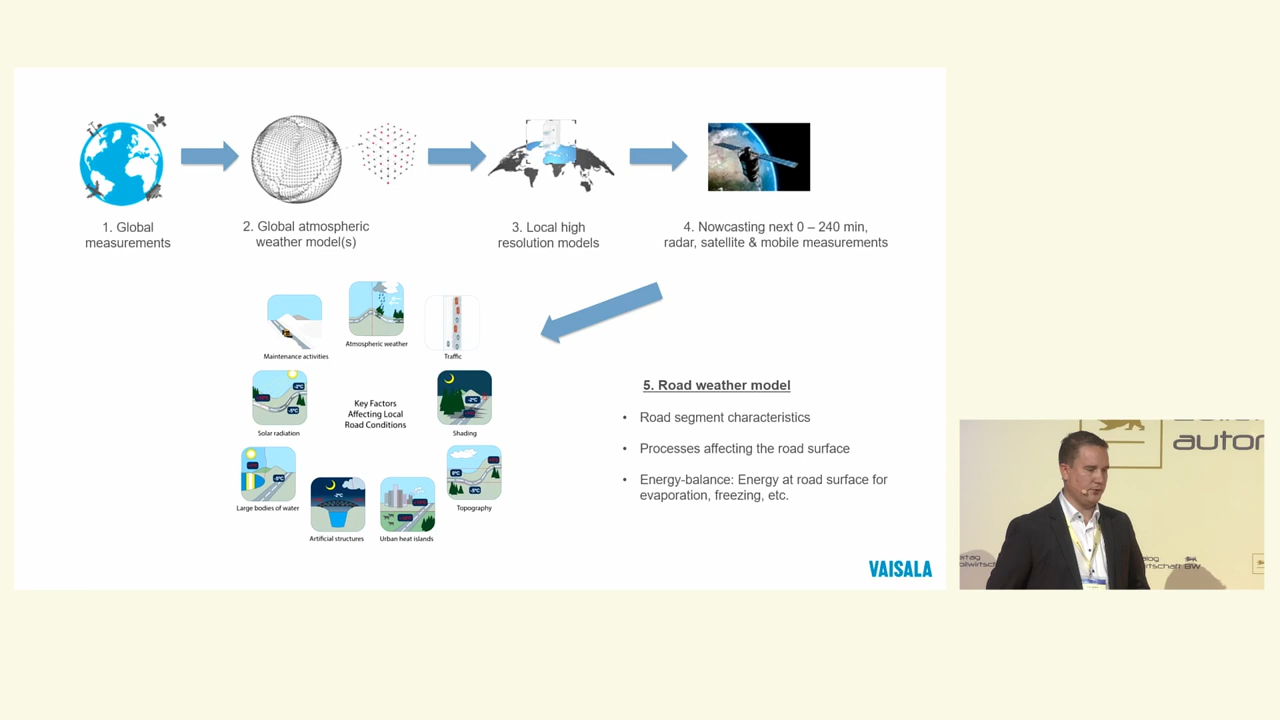 1. Global
measurements
2. Global atmospheric
weather model(s)
3. Local high
resolution models
4. Nowcasting next 0 – 240 min,
radar, satellite & mobile measurements
Maintenance activities
Atmospheric weather
Traffic
Solar radiation
Key Factors
Affecting Local
Road Conditions
Shading
Large bodies of water
Artificial structures
Urban heat islands
Topography
5. Road weather model
• Road segment characteristics
• Processes affecting the road surface
• Energy-balance: Energy at road surface for
evaporation, freezing, etc.
VAISALA
autor
alog
rtschaft BW